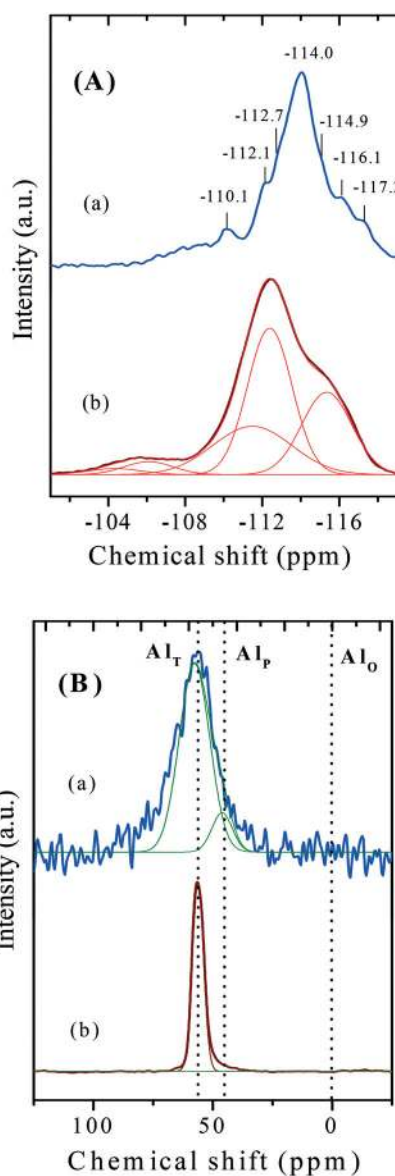 -114.0
(A)
-112.7
-114.9
-112.1
-116.1
-110.1
(a)
Intensity (a.u.)
(b)
-104 -108 -112 -116
Chemical shift (ppm)
Al_T Al_P Al_O
(B)
(a)
Intensity (a.u.)
(b)
100 50 0
Chemical shift (ppm)